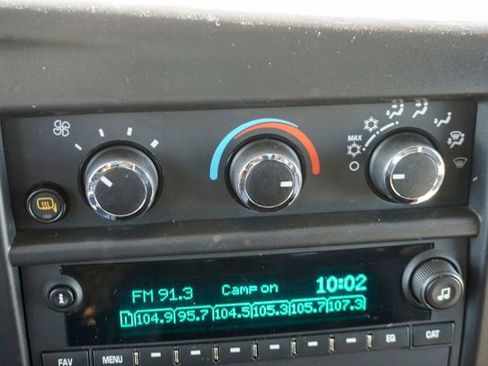 MAX
FM 91.3 Camp on 10:02
1 104.9 95.7 104.5 105.3 105.7 107.3
i
FAV MENU EQ CAT